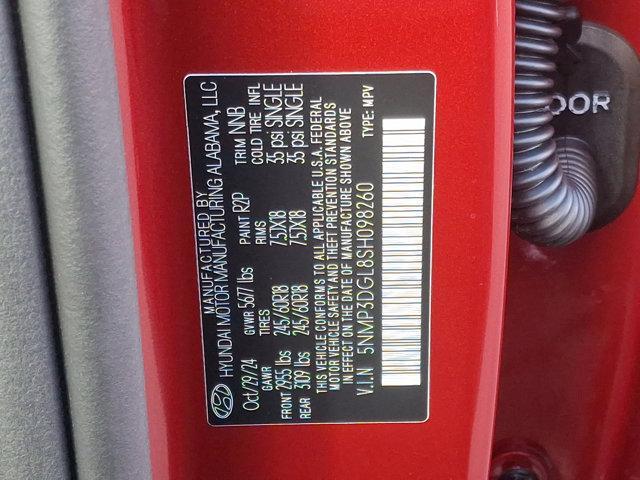 MANUFACTURED BY
HYUNDAI MOTOR MANUFACTURING ALABAMA, LLC
Oct/29/24 GVWR 5677 lbs PAINT R2P TRIM NNB
GAWR TIRES RIMS COLD TIRE INFL
FRONT 2955 lbs 245/60R18 7.5JX18 35 psi SINGLE
REAR 3109 lbs 245/60R18 7.5JX18 35 psi SINGLE
THIS VEHICLE CONFORMS TO ALL APPLICABLE U.S.A. FEDERAL
MOTOR VEHICLE SAFETY AND THEFT PREVENTION STANDARDS
IN EFFECT ON THE DATE OF MANUFACTURE SHOWN ABOVE
V.I.N 5NMP3DGL8SH098260 TYPE: MPV
DOOR